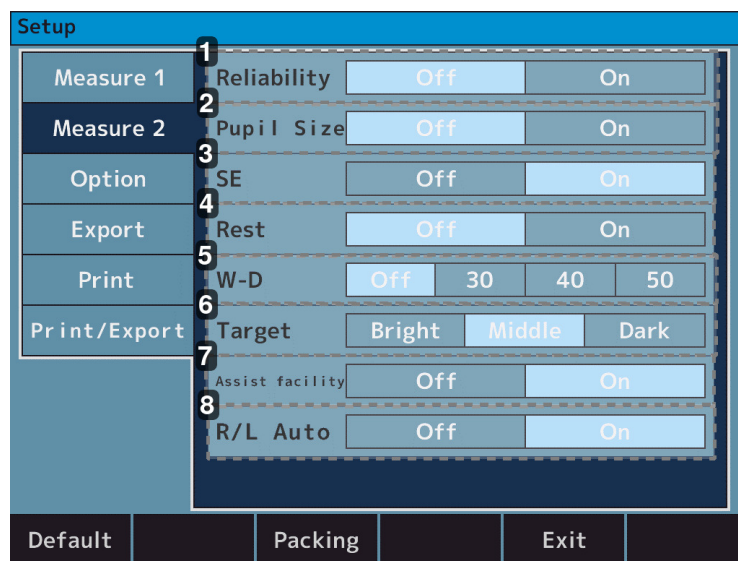 Setup
Measure 1
Measure 2
Option
Export
Print
Print/Export
1
Reliability Off On
2
Pupil Size Off On
3
SE Off On
4
Rest Off On
5
W-D Off 30 40 50
6
Target Bright Middle Dark
7
Assist facility Off On
8
R/L Auto Off On
Default Packing Exit